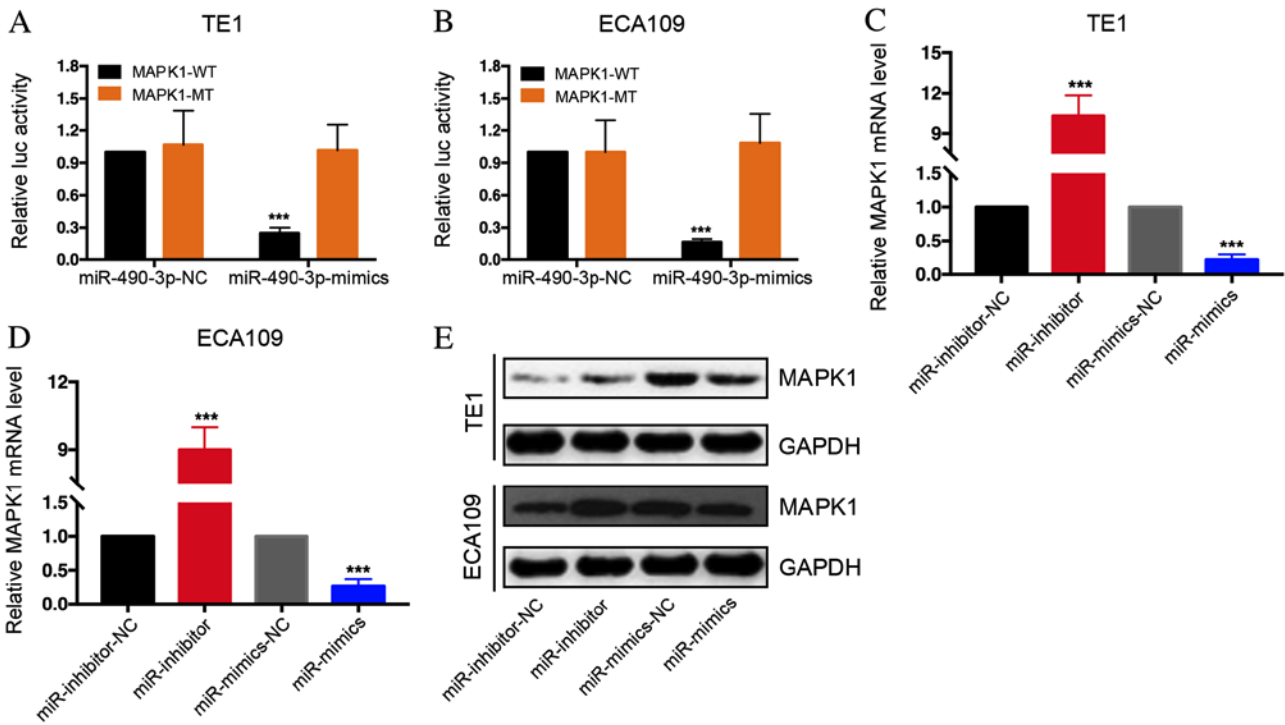 A
TE1
Relative luc activity
1.8
1.5
1.2
0.9
0.6
0.3
0.0
MAPK1-WT
MAPK1-MT
***
miR-490-3p-NC
miR-490-3p-mimics
B
ECA109
Relative luc activity
1.8
1.5
1.2
0.9
0.6
0.3
0.0
MAPK1-WT
MAPK1-MT
***
miR-490-3p-NC
miR-490-3p-mimics
C
TE1
Relative MAPK1 mRNA level
15
12
9
1.5
1.0
0.5
0.0
***
***
miR-inhibitor-NC
miR-inhibitor
miR-mimics-NC
miR-mimics
D
ECA109
Relative MAPK1 mRNA level
12
9
1.5
1.0
0.5
0.0
***
***
miR-inhibitor-NC
miR-inhibitor
miR-mimics-NC
miR-mimics
E
TE1
MAPK1
GAPDH
ECA109
MAPK1
GAPDH
miR-inhibitor-NC
miR-inhibitor
miR-mimics-NC
miR-mimics